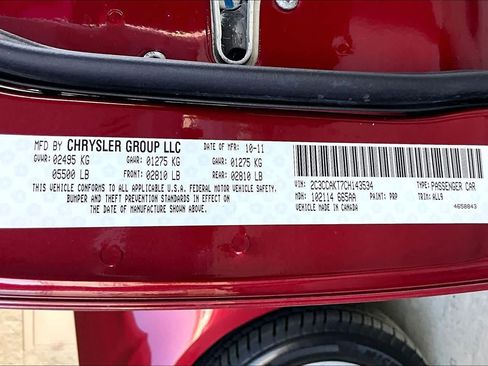 MFD BY CHRYSLER GROUP LLC DATE OF MFR: 10-11
GVWR: 02495 KG GAWR: 01275 KG GAWR: 01275 KG
05500 LB FRONT: 02810 LB REAR: 02810 LB
THIS VEHICLE CONFORMS TO ALL APPLICABLE U.S.A. FEDERAL MOTOR VEHICLE SAFETY,
BUMPER AND THEFT PREVENTION STANDARDS IN EFFECT ON
THE DATE OF MANUFACTURE SHOWN ABOVE.
VIN: 2C3CCAKT7CH143534 TYPE: PASSENGER CAR
MDH: 102114 665AA PAINT: PRP TRIM: ALL9
VEHICLE MADE IN CANADA 4658843